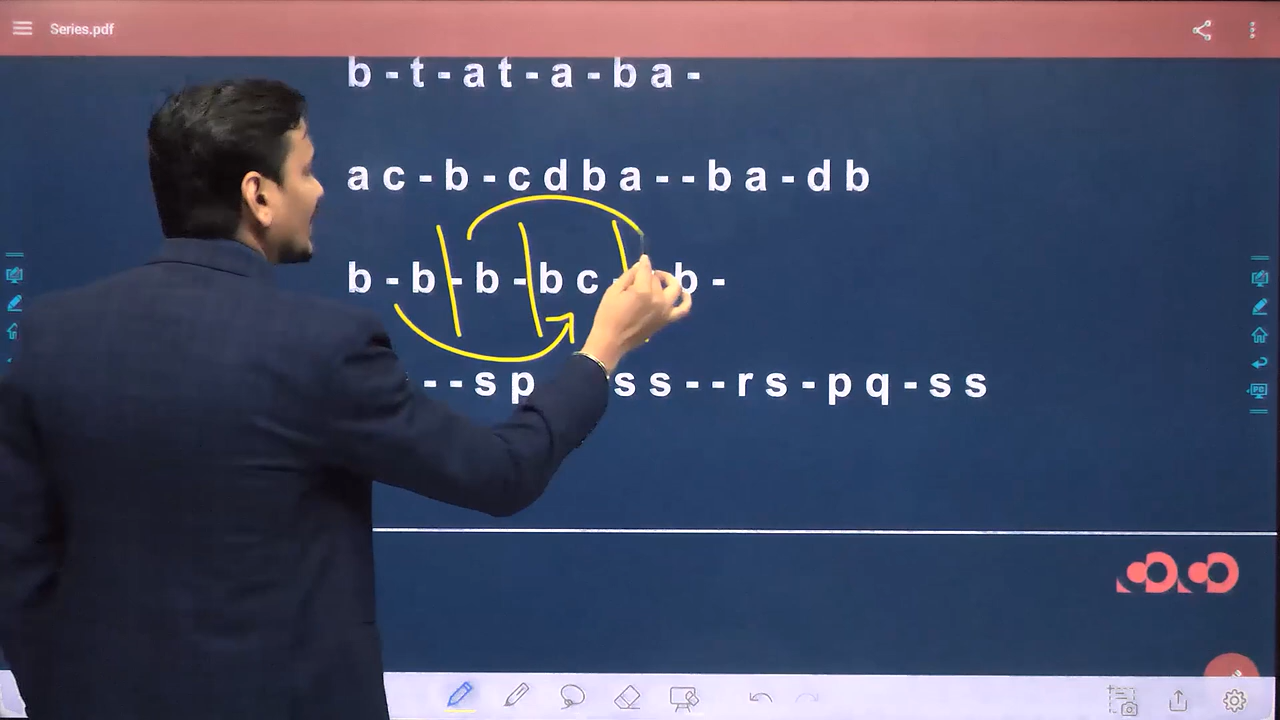 Series.pdf
b - t - a t - a - b a -
a c - b - c d b a - - b a - d b
b - b - b - b c - b -
- - s p s s - - r s - p q - s s